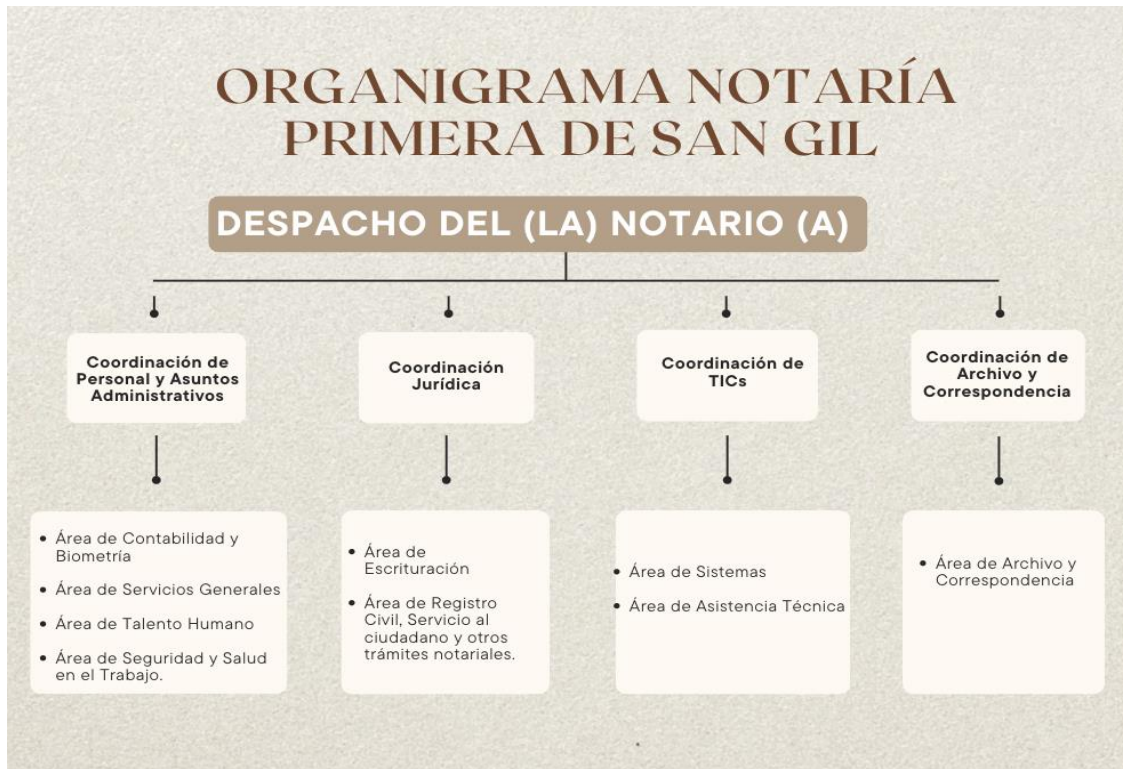 ORGANIGRAMA NOTARÍA
PRIMERA DE SAN GIL
DESPACHO DEL (LA) NOTARIO (A)
Coordinación de
Personal y Asuntos
Administrativos
Coordinación
Jurídica
Coordinación de
TICs
Coordinación de
Archivo y
Correspondencia
• Área de Contabilidad y
Biometría
• Área de Servicios Generales
• Área de Talento Humano
• Área de Seguridad y Salud
en el Trabajo.
• Área de
Escrituración
• Área de Registro
Civil, Servicio al
ciudadano y otros
trámites notariales.
• Área de Sistemas
• Área de Asistencia Técnica
• Área de Archivo y
Correspondencia